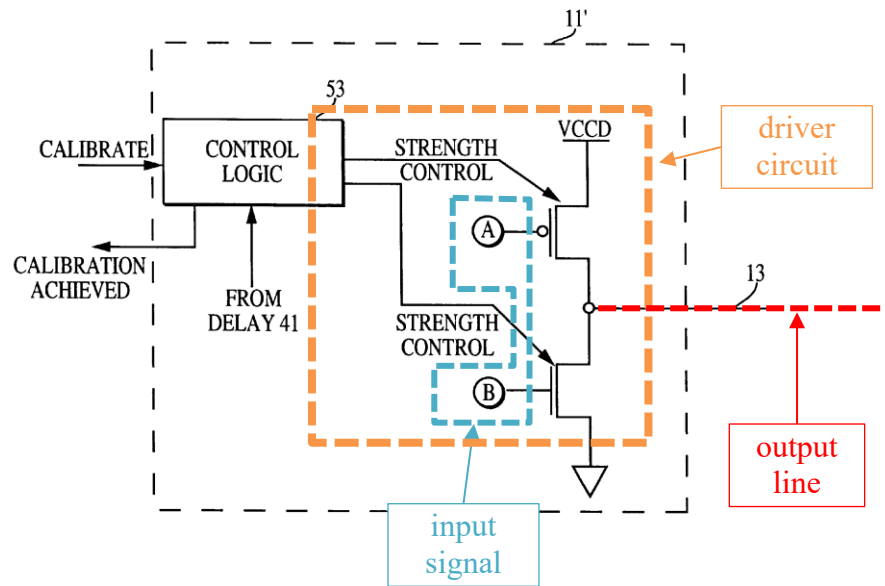 11'
53
CALIBRATE
CONTROL
LOGIC
STRENGTH
CONTROL
VCCD
driver
circuit
A
CALIBRATION
ACHIEVED
FROM
DELAY 41
STRENGTH
CONTROL
13
B
output
line
input
signal